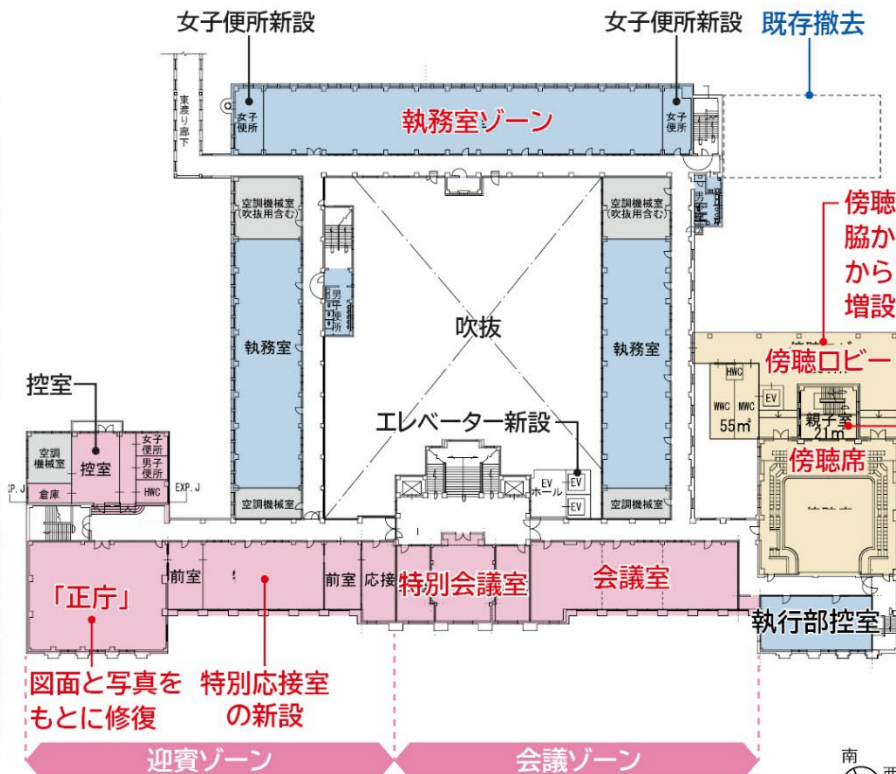 女子便所新設
女子便所新設
既存撤去
東渡り廊下
女子
便所
執務室ゾーン
女子
便所
空調機械室
(吹抜用含む)
空調機械室
(吹抜用含む)
男子便所
傍聴
脇か
から
増設
執務室
男子便所
吹抜
執務室
傍聴ロビー
HWC
WWC
MWC
EV
55㎡
親子室
21㎡
控室
エレベーター新設
傍聴席
空調
機械室
控室
女子
便所
男子
便所
倉庫
HWC
EXP.J
空調機械室
EV
ホール
EV
EV
空調機械室
「正庁」
前室
前室
応接
特別会議室
会議室
執行部控室
図面と写真を
もとに修復
特別応接室
の新設
迎賓ゾーン
会議ゾーン
南